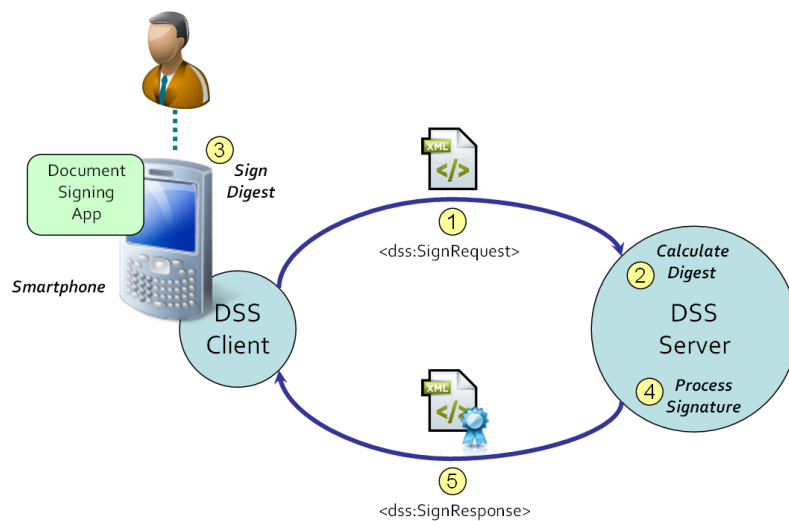 XML
</>
3
Sign
Digest
Document
Signing
App
1
<dss:SignRequest>
Smartphone
Calculate
2
Digest
DSS
Client
DSS
Server
XML
</>
4
Process
Signature
5
<dss:SignResponse>